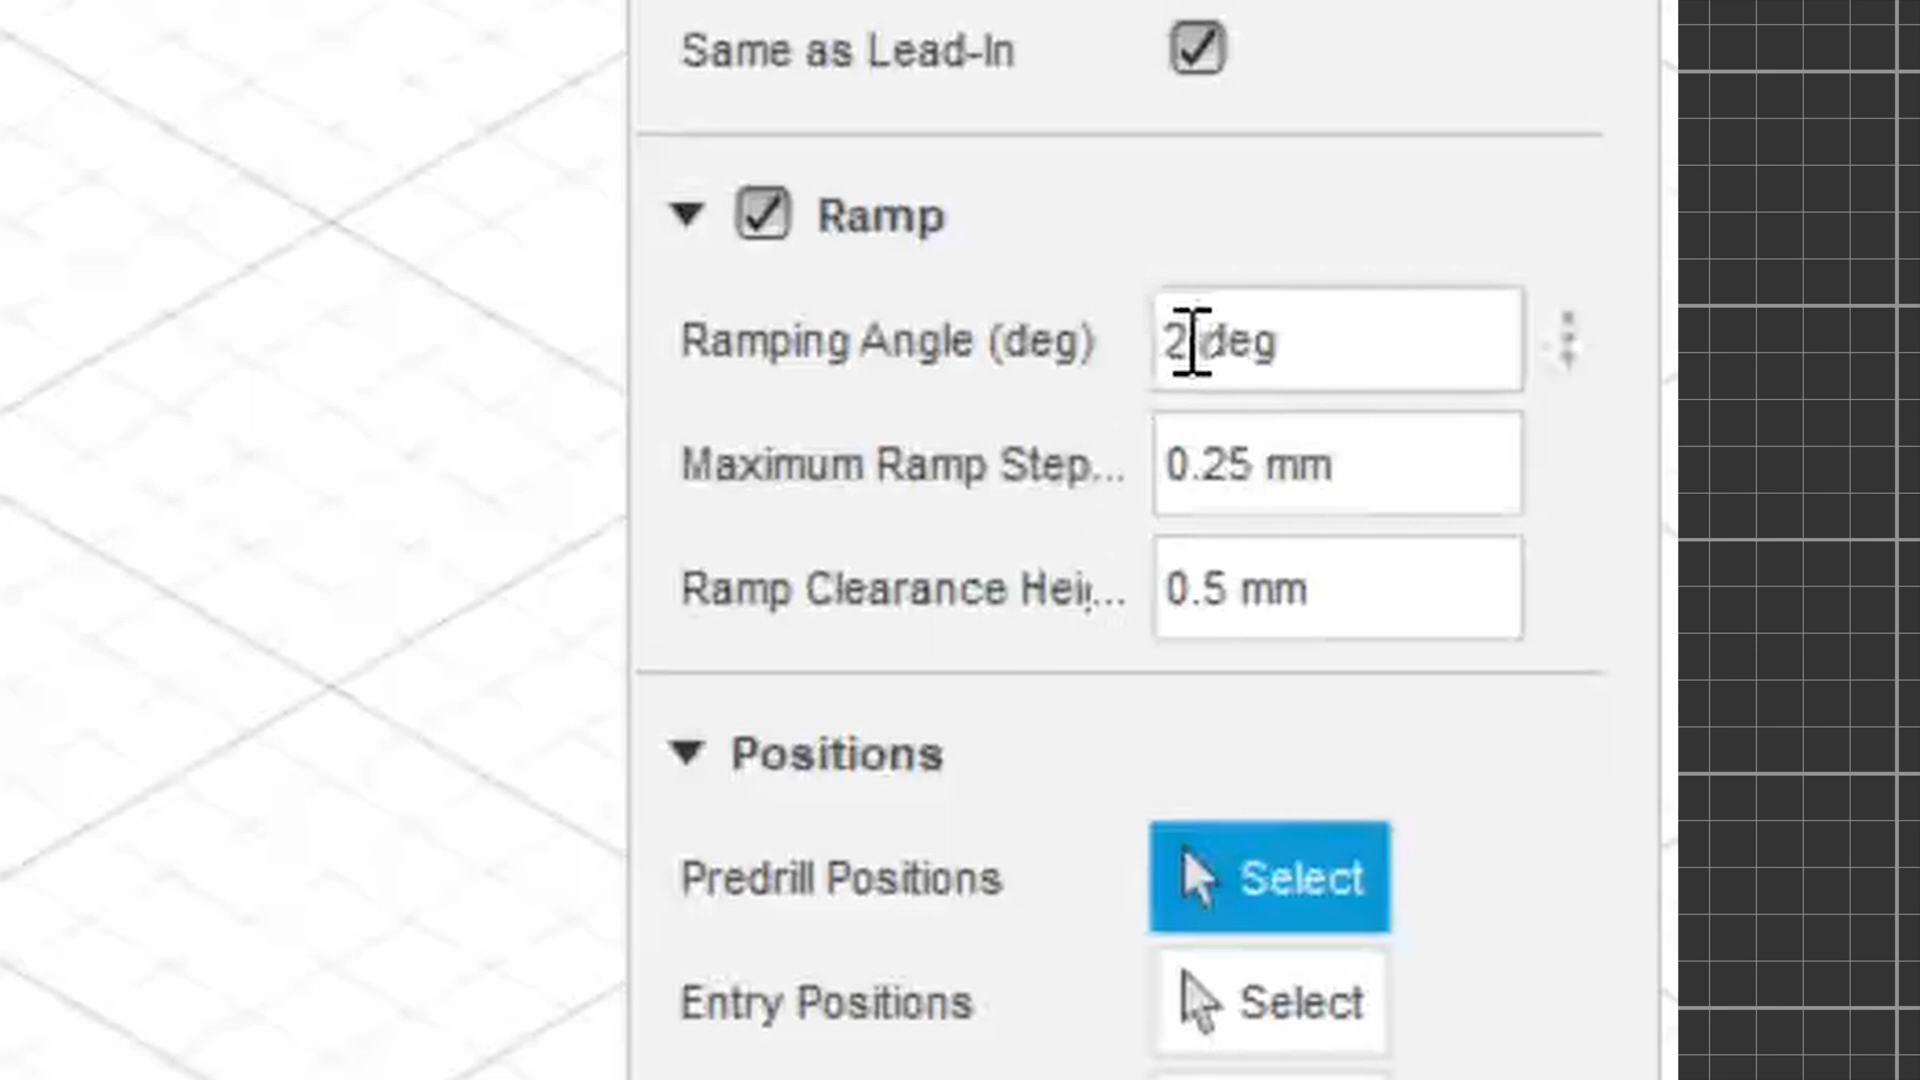 Same as Lead-In
Ramp
Ramping Angle (deg) 2 deg
Maximum Ramp Step... 0.25 mm
Ramp Clearance Heig... 0.5 mm
Positions
Predrill Positions Select
Entry Positions Select